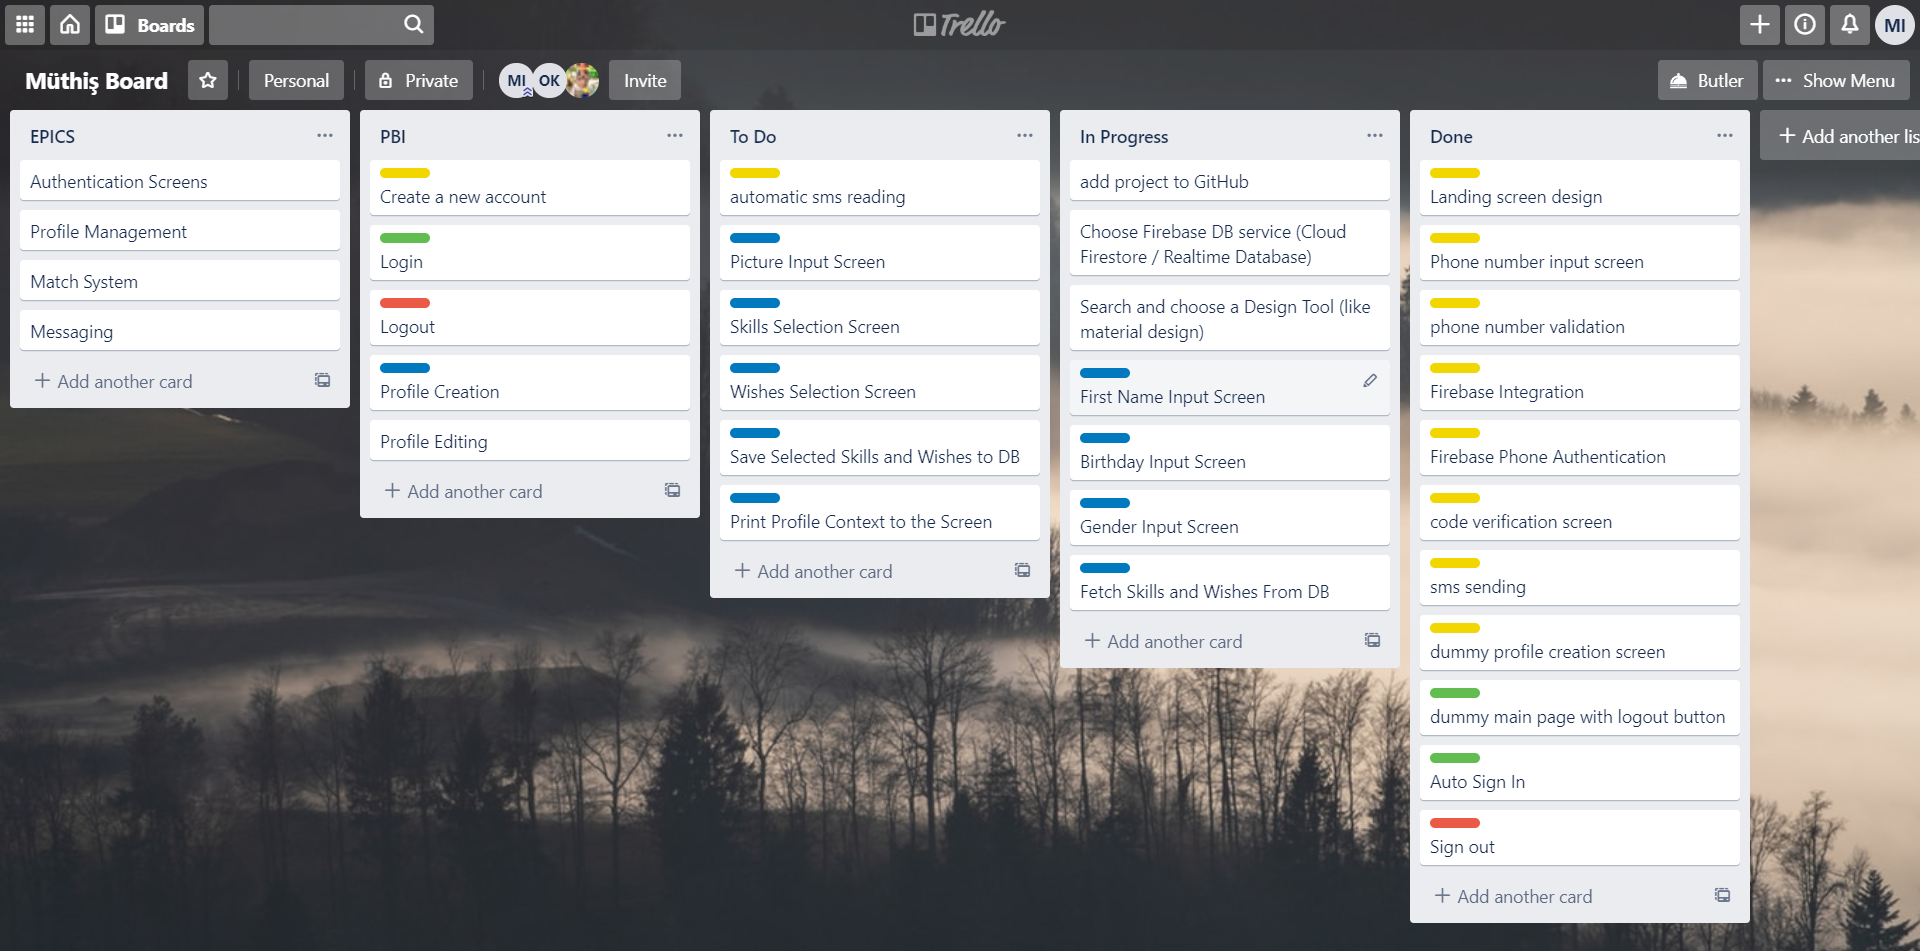 Boards
Trello
MI
Müthiş Board
Personal
Private
MI
OK
Invite
Butler
Show Menu
EPICS
Authentication Screens
Profile Management
Match System
Messaging
Add another card
PBI
Create a new account
Login
Logout
Profile Creation
Profile Editing
Add another card
To Do
automatic sms reading
Picture Input Screen
Skills Selection Screen
Wishes Selection Screen
Save Selected Skills and Wishes to DB
Print Profile Context to the Screen
Add another card
In Progress
add project to GitHub
Choose Firebase DB service (Cloud
Firestore / Realtime Database)
Search and choose a Design Tool (like
material design)
First Name Input Screen
Birthday Input Screen
Gender Input Screen
Fetch Skills and Wishes From DB
Add another card
Done
Landing screen design
Phone number input screen
phone number validation
Firebase Integration
Firebase Phone Authentication
code verification screen
sms sending
dummy profile creation screen
dummy main page with logout button
Auto Sign In
Sign out
Add another card
Add another lis